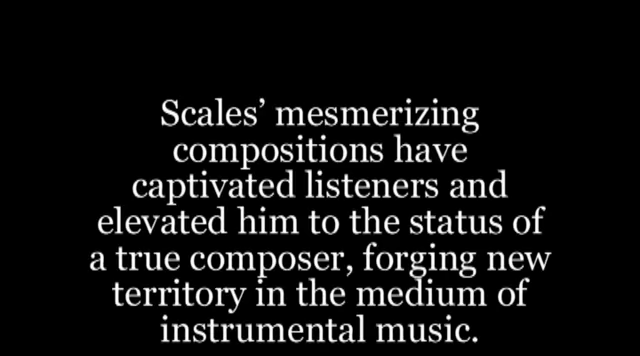 Scales’ mesmerizing
compositions have
captivated listeners and
elevated him to the status of
a true composer, forging new
territory in the medium of
instrumental music.